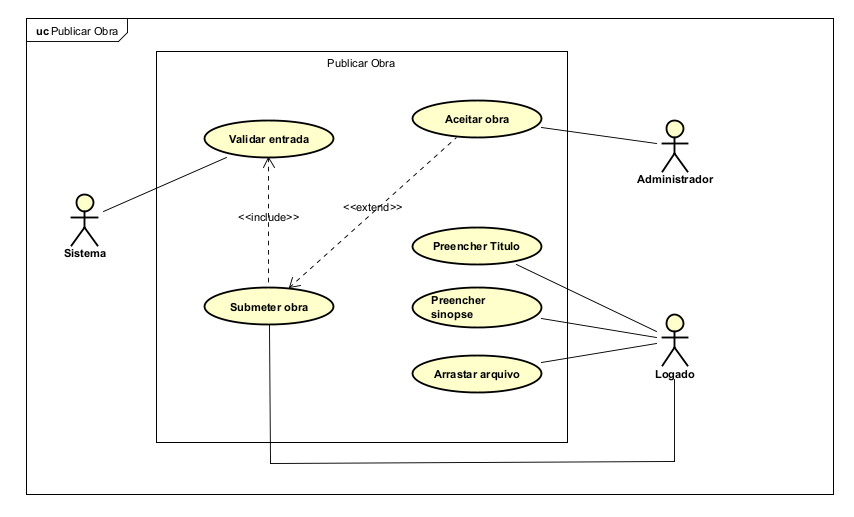 uc Publicar Obra
Publicar Obra
Aceitar obra
Validar entrada
Administrador
<<extend>>
<<include>>
Preencher Titulo
Sistema
Preencher
sinopse
Submeter obra
Arrastar arquivo
Logado